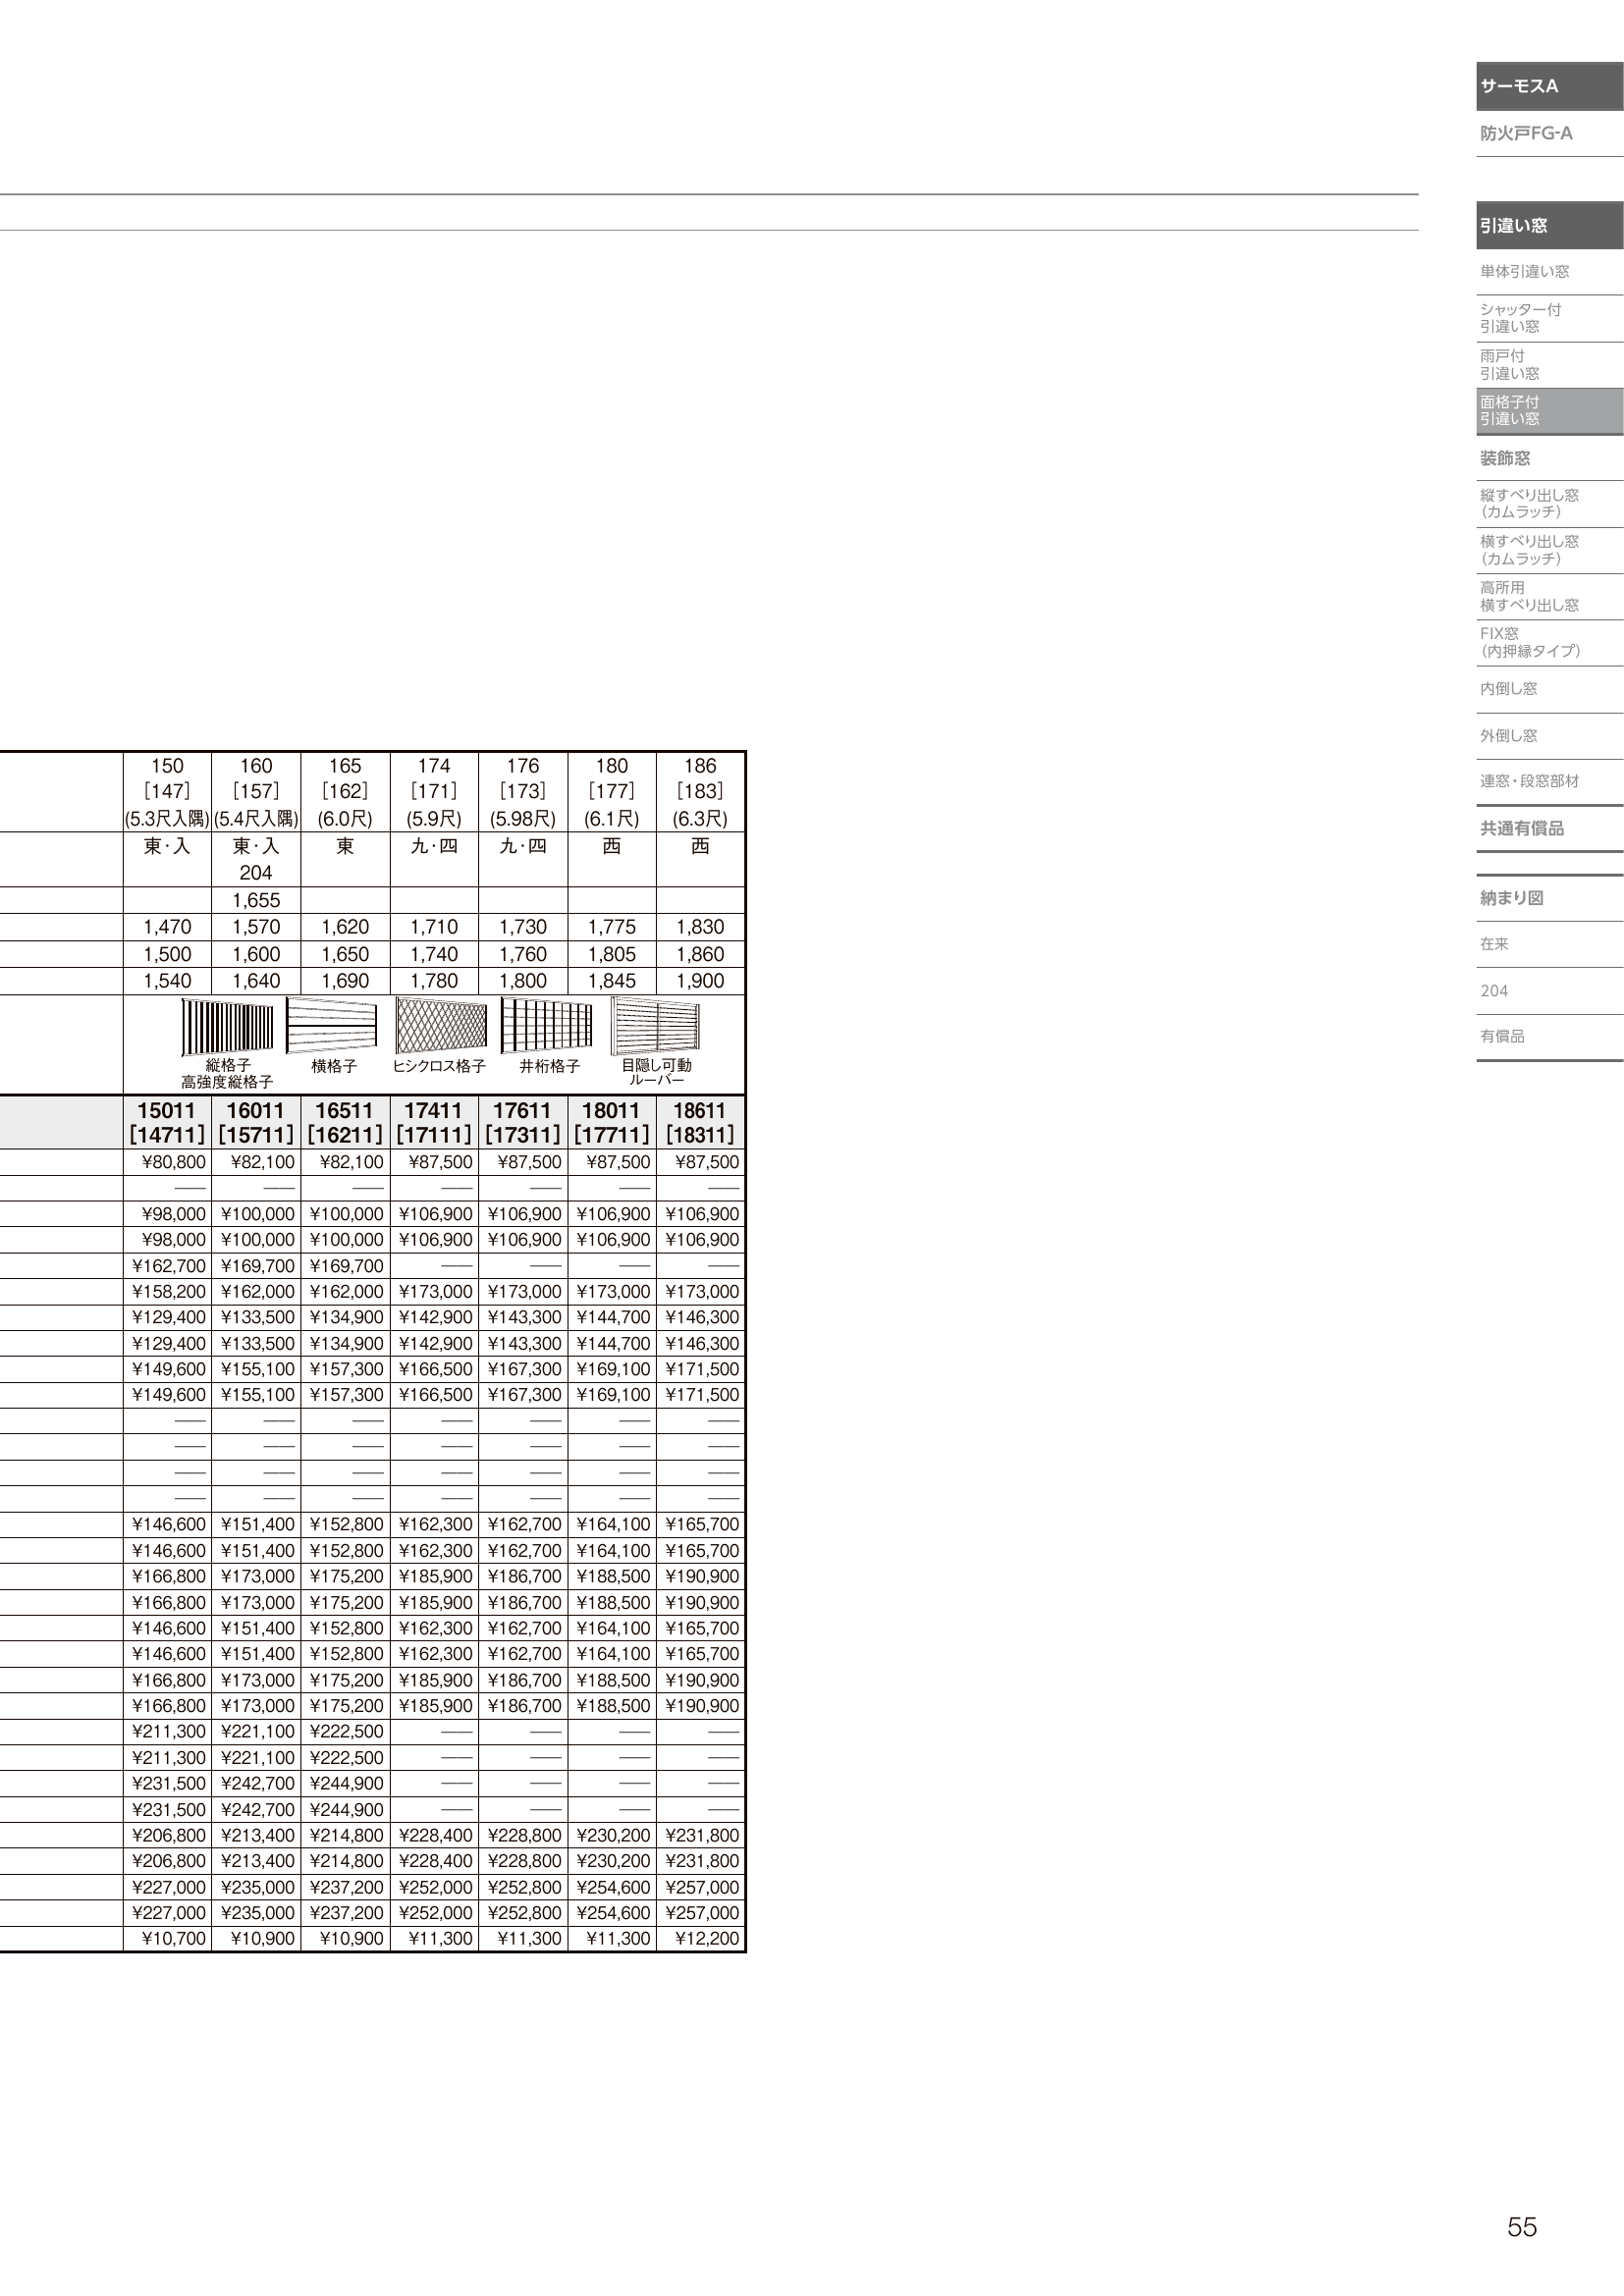 サーモスA
防火戸FG-A
引違い窓
単体引違い窓
シャッター付
引違い窓
雨戸付
引違い窓
面格子付
引違い窓
装飾窓
縦すべり出し窓
（カムラッチ）
横すべり出し窓
（カムラッチ）
高所用
横すべり出し窓
FIX窓
（内押縁タイプ）
内倒し窓
外倒し窓
連窓・段窓部材
共通有償品
納まり図
在来
204
有償品
150 160 165 174 176 180 186
[147] [157] [162] [171] [173] [177] [183]
(5.3尺入隅) (5.4尺入隅) (6.0尺) (5.9尺) (5.98尺) (6.1尺) (6.3尺)
東・入 東・入 東 九・四 九・四 西 西
204
1,655
1,470 1,570 1,620 1,710 1,730 1,775 1,830
1,500 1,600 1,650 1,740 1,760 1,805 1,860
1,540 1,640 1,690 1,780 1,800 1,845 1,900
縦格子 横格子 ヒシクロス格子 井桁格子 目隠し可動
高強度縦格子 ルーバー
15011 16011 16511 17411 17611 18011 18611
[14711] [15711] [16211] [17111] [17311] [17711] [18311]
¥80,800 ¥82,100 ¥82,100 ¥87,500 ¥87,500 ¥87,500 ¥87,500
—— —— —— —— —— —— ——
¥98,000 ¥100,000 ¥100,000 ¥106,900 ¥106,900 ¥106,900 ¥106,900
¥98,000 ¥100,000 ¥100,000 ¥106,900 ¥106,900 ¥106,900 ¥106,900
¥162,700 ¥169,700 ¥169,700 —— —— —— ——
¥158,200 ¥162,000 ¥162,000 ¥173,000 ¥173,000 ¥173,000 ¥173,000
¥129,400 ¥133,500 ¥134,900 ¥142,900 ¥143,300 ¥144,700 ¥146,300
¥129,400 ¥133,500 ¥134,900 ¥142,900 ¥143,300 ¥144,700 ¥146,300
¥149,600 ¥155,100 ¥157,300 ¥166,500 ¥167,300 ¥169,100 ¥171,500
¥149,600 ¥155,100 ¥157,300 ¥166,500 ¥167,300 ¥169,100 ¥171,500
—— —— —— —— —— —— ——
—— —— —— —— —— —— ——
—— —— —— —— —— —— ——
—— —— —— —— —— —— ——
¥146,600 ¥151,400 ¥152,800 ¥162,300 ¥162,700 ¥164,100 ¥165,700
¥146,600 ¥151,400 ¥152,800 ¥162,300 ¥162,700 ¥164,100 ¥165,700
¥166,800 ¥173,000 ¥175,200 ¥185,900 ¥186,700 ¥188,500 ¥190,900
¥166,800 ¥173,000 ¥175,200 ¥185,900 ¥186,700 ¥188,500 ¥190,900
¥146,600 ¥151,400 ¥152,800 ¥162,300 ¥162,700 ¥164,100 ¥165,700
¥146,600 ¥151,400 ¥152,800 ¥162,300 ¥162,700 ¥164,100 ¥165,700
¥166,800 ¥173,000 ¥175,200 ¥185,900 ¥186,700 ¥188,500 ¥190,900
¥166,800 ¥173,000 ¥175,200 ¥185,900 ¥186,700 ¥188,500 ¥190,900
¥211,300 ¥221,100 ¥222,500 —— —— —— ——
¥211,300 ¥221,100 ¥222,500 —— —— —— ——
¥231,500 ¥242,700 ¥244,900 —— —— —— ——
¥231,500 ¥242,700 ¥244,900 —— —— —— ——
¥206,800 ¥213,400 ¥214,800 ¥228,400 ¥228,800 ¥230,200 ¥231,800
¥206,800 ¥213,400 ¥214,800 ¥228,400 ¥228,800 ¥230,200 ¥231,800
¥227,000 ¥235,000 ¥237,200 ¥252,000 ¥252,800 ¥254,600 ¥257,000
¥227,000 ¥235,000 ¥237,200 ¥252,000 ¥252,800 ¥254,600 ¥257,000
¥10,700 ¥10,900 ¥10,900 ¥11,300 ¥11,300 ¥11,300 ¥12,200
55